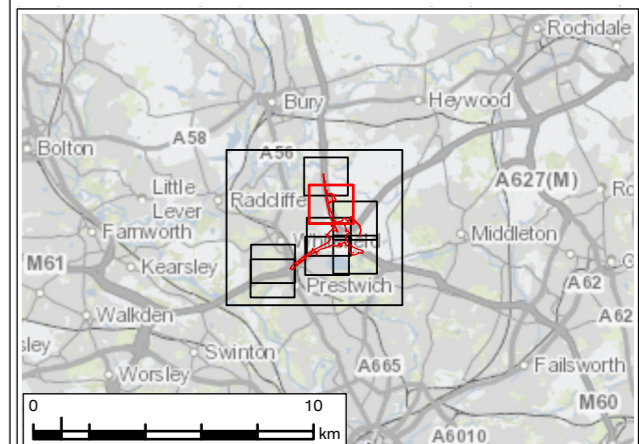 Rochdale
Bury
Heywood
Bolton
A58
A56
A627(M)
Little
Lever
Radcliffe
Farnworth
Middleton
M61
Kearsley
Prestwich
A62
Walkden
A62
Swinton
A665
Failsworth
Worsley
M60
A6010
0 10
km